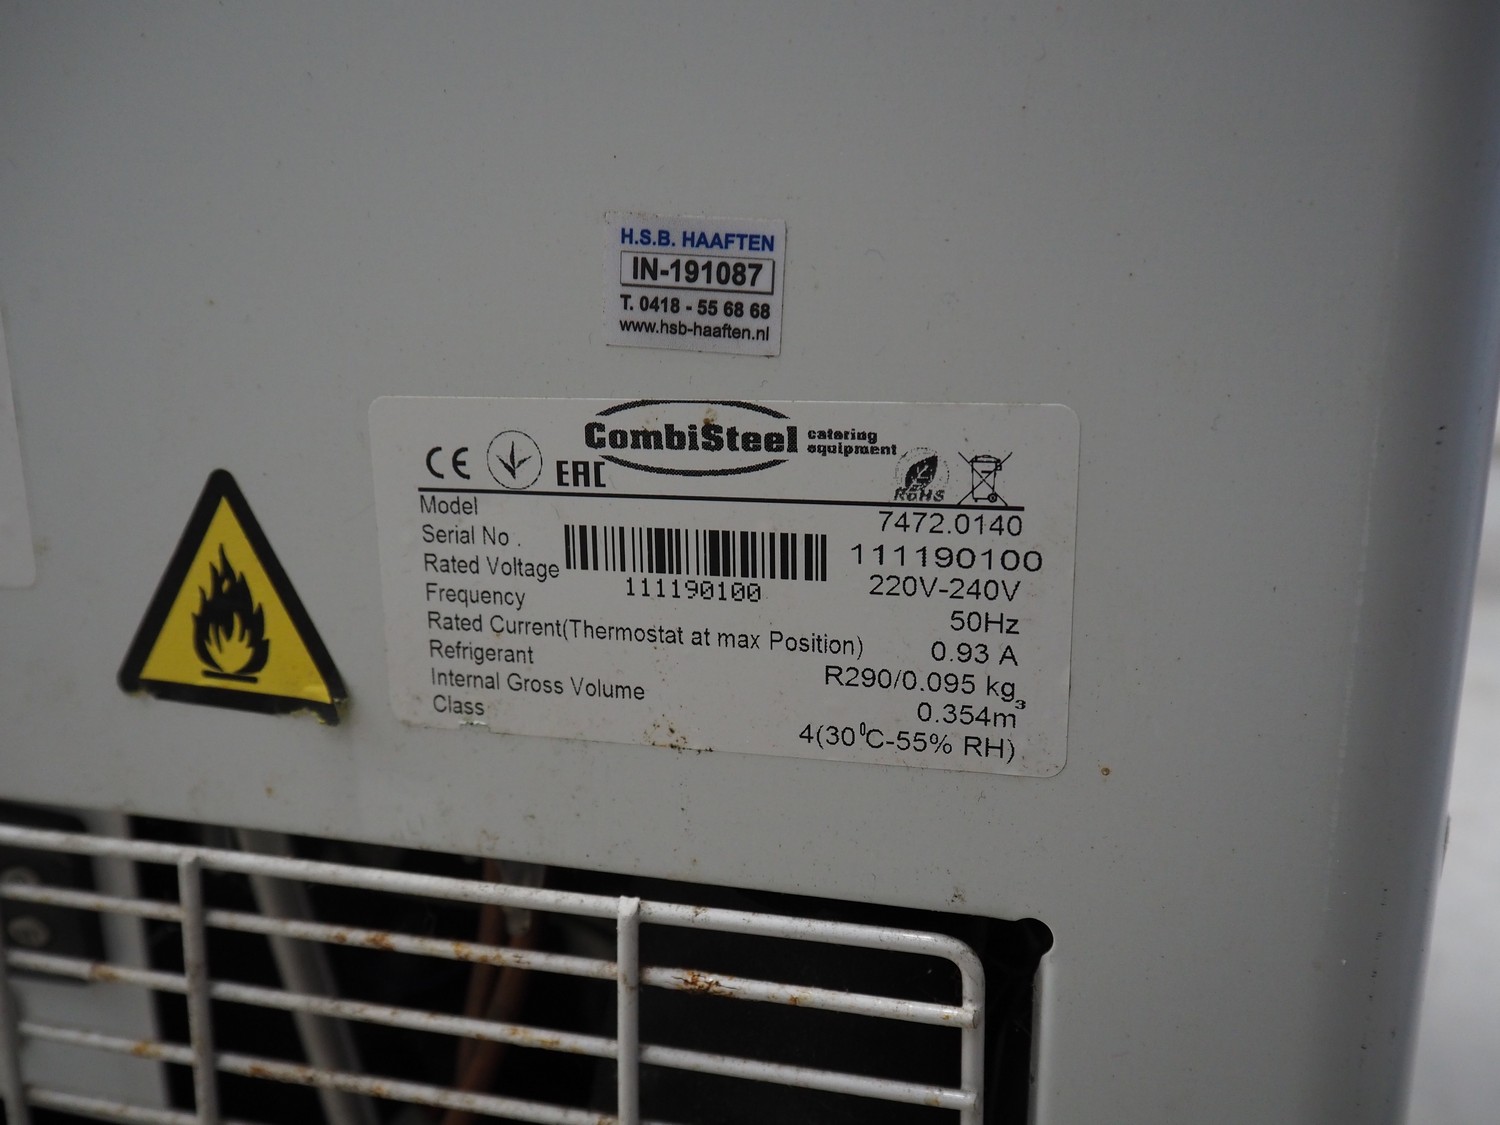 H.S.B. HAAFTEN
IN-191087
T. 0418 - 55 68 68
www.hsb-haaften.nl
CE EAC CombiSteel catering equipment RoHS
Model 7472.0140
Serial No . 111190100 111190100
Rated Voltage 220V-240V
Frequency 50Hz
Rated Current(Thermostat at max Position) 0.93 A
Refrigerant R290/0.095 kg
Internal Gross Volume 0.354m³
Class 4(30⁰C-55% RH)